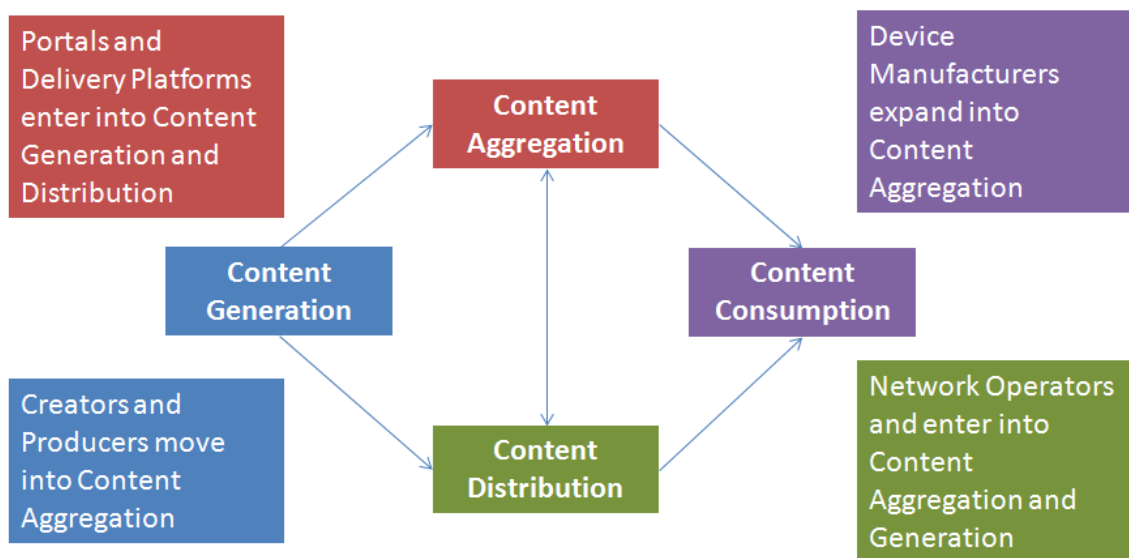 Portals and
Delivery Platforms
enter into Content
Generation and
Distribution
Content
Aggregation
Device
Manufacturers
expand into
Content
Aggregation
Content
Generation
Content
Consumption
Creators and
Producers move
into Content
Aggregation
Content
Distribution
Network Operators
and enter into
Content
Aggregation and
Generation